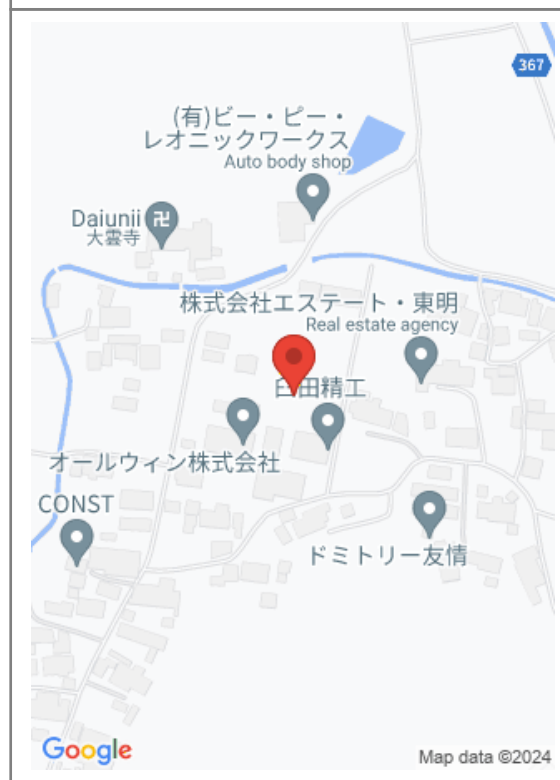 367
(有)ビー・ピー・
レオニックワークス
Auto body shop
Daiunji
大雲寺
株式会社エステート・東明
Real estate agency
臼田精工
オールウィン株式会社
CONST
ドミトリー友情
Google
Map data ©2024